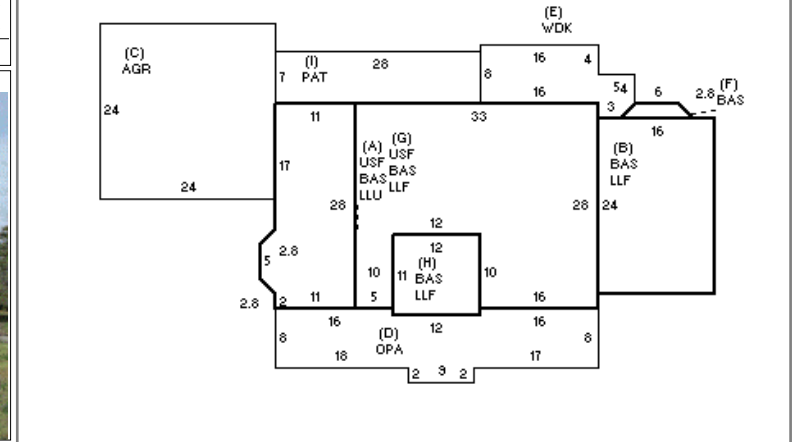 (E)
WDK
(C)
AGR
(I)
PAT
28
7
16
4
8
16
54
3
6
2.8
(F)
BAS
24
24
11
33
16
17
(A)
USF
BAS
LLU
(G)
USF
BAS
LLF
(B)
BAS
LLF
28
28
24
12
12
(H)
BAS
LLF
10
11
10
5
2.8
2.8
2
11
5
16
16
12
16
(D)
OPA
8
8
18
17
2
9
2